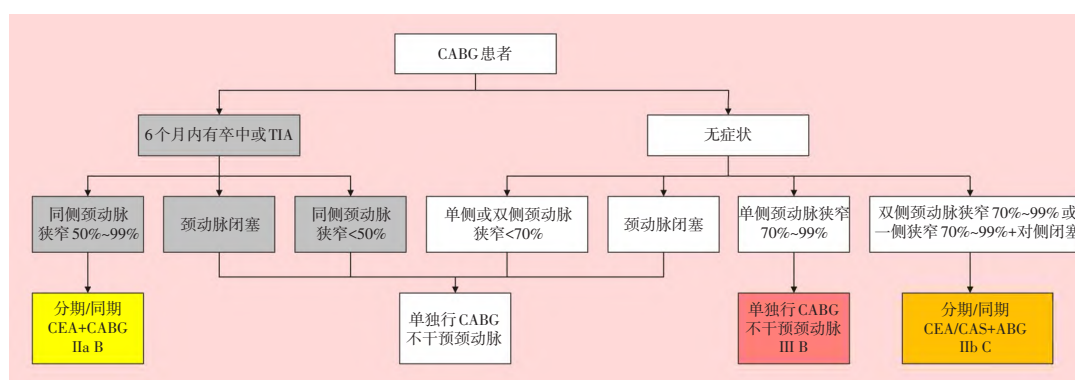 CABG患者
6个月内有卒中或TIA
无症状
同侧颈动脉
狭窄50%~99%
颈动脉闭塞
同侧颈动脉
狭窄<50%
单侧或双侧颈动脉
狭窄<70%
颈动脉闭塞
单侧颈动脉狭窄
70%~99%
双侧颈动脉狭窄70%~99%或
一侧狭窄70%~99%+对侧闭塞
分期/同期
CEA+CABG
IIa B
单独行CABG
不干预颈动脉
单独行CABG
不干预颈动脉
III B
分期/同期
CEA/CAS+ABG
IIb C